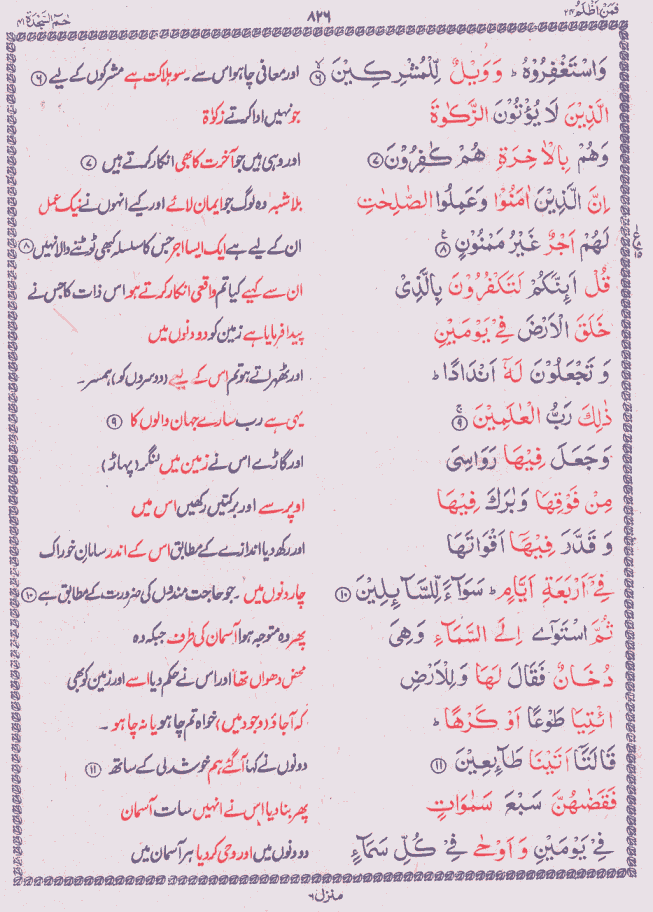 فَمَنْ اَظْلَمُ ۲۴ ۸۲۶ حٰمٓ السَّجْدَة ۴۱
وَاسْتَغْفِرُوْهُ ؕ وَوَيْلٌ لِّلْمُشْرِكِيْنَ ۶ اور معافی چاہو اس سے ۔ سو ہلاکت ہے مشرکوں کے لیے ۶
الَّذِيْنَ لَا يُؤْتُوْنَ الزَّكٰوةَ جو نہیں ادا کرتے زکوٰۃ
وَهُمْ بِالْاٰخِرَةِ هُمْ كٰفِرُوْنَ ۷ اور وہی ہیں جو آخرت کا بھی انکار کرتے ہیں ۷
اِنَّ الَّذِيْنَ اٰمَنُوْا وَعَمِلُوا الصّٰلِحٰتِ بلاشبہ وہ لوگ جو ایمان لائے اور کیے انہوں نے نیک عمل
لَهُمْ اَجْرٌ غَيْرُ مَمْنُوْنٍ ۸ ان کے لیے ہے ایک ایسا اجر جس کا سلسلہ کبھی ٹوٹنے والا نہیں ۸
قُلْ اَئِنَّكُمْ لَتَكْفُرُوْنَ بِالَّذِىْ ان سے کہیے کیا تم واقعی انکار کرتے ہو اس ذات کا جس نے
خَلَقَ الْاَرْضَ فِىْ يَوْمَيْنِ پیدا فرمایا ہے زمین کو دو دنوں میں
وَ تَجْعَلُوْنَ لَهٗۤ اَنْدَادًا ؕ اور ٹھہراتے ہو تم اس کے لیے (دوسروں کو) ہمسر ۔
ذٰلِكَ رَبُّ الْعٰلَمِيْنَ ۹ یہی ہے رب سارے جہان والوں کا ۹
وَجَعَلَ فِيْهَا رَوَاسِىَ اور گاڑے اس نے زمین میں لنگر (پہاڑ)
مِنْ فَوْقِهَا وَبٰرَكَ فِيْهَا اوپر سے اور برکتیں رکھیں اس میں
وَ قَدَّرَ فِيْهَاۤ اَقْوَاتَهَا اور رکھ دیا اندازے کے مطابق اس کے اندر سامانِ خوراک
فِىْۤ اَرْبَعَةِ اَيَّامٍ ؕ سَوَآءً لِّلسَّآئِلِيْنَ ۱۰ چار دنوں میں ۔ جو حاجت مندوں کی ضرورت کے مطابق ہے ۱۰
ثُمَّ اسْتَوٰٓى اِلَى السَّمَآءِ وَهِىَ پھر وہ متوجہ ہوا آسمان کی طرف جبکہ وہ
دُخَانٌ فَقَالَ لَهَا وَلِلْاَرْضِ محض دھواں تھا اور اس نے حکم دیا اسے اور زمین کو بھی
ائْتِيَا طَوْعًا اَوْ كَرْهًا ؕ کہ آجاؤ (وجود میں) خواہ تم چاہو یا نہ چاہو ۔
قَالَتَاۤ اَتَيْنَا طَآئِعِيْنَ ۱۱ دونوں نے کہا آگئے ہم خوشدلی کے ساتھ ۱۱
فَقَضٰهُنَّ سَبْعَ سَمٰوَاتٍ پھر بنا دیا اس نے انہیں سات آسمان
فِىْ يَوْمَيْنِ وَ اَوْحٰى فِىْ كُلِّ سَمَآءٍ دو دنوں میں اور وحی کر دیا ہر آسمان میں
منزل ۶